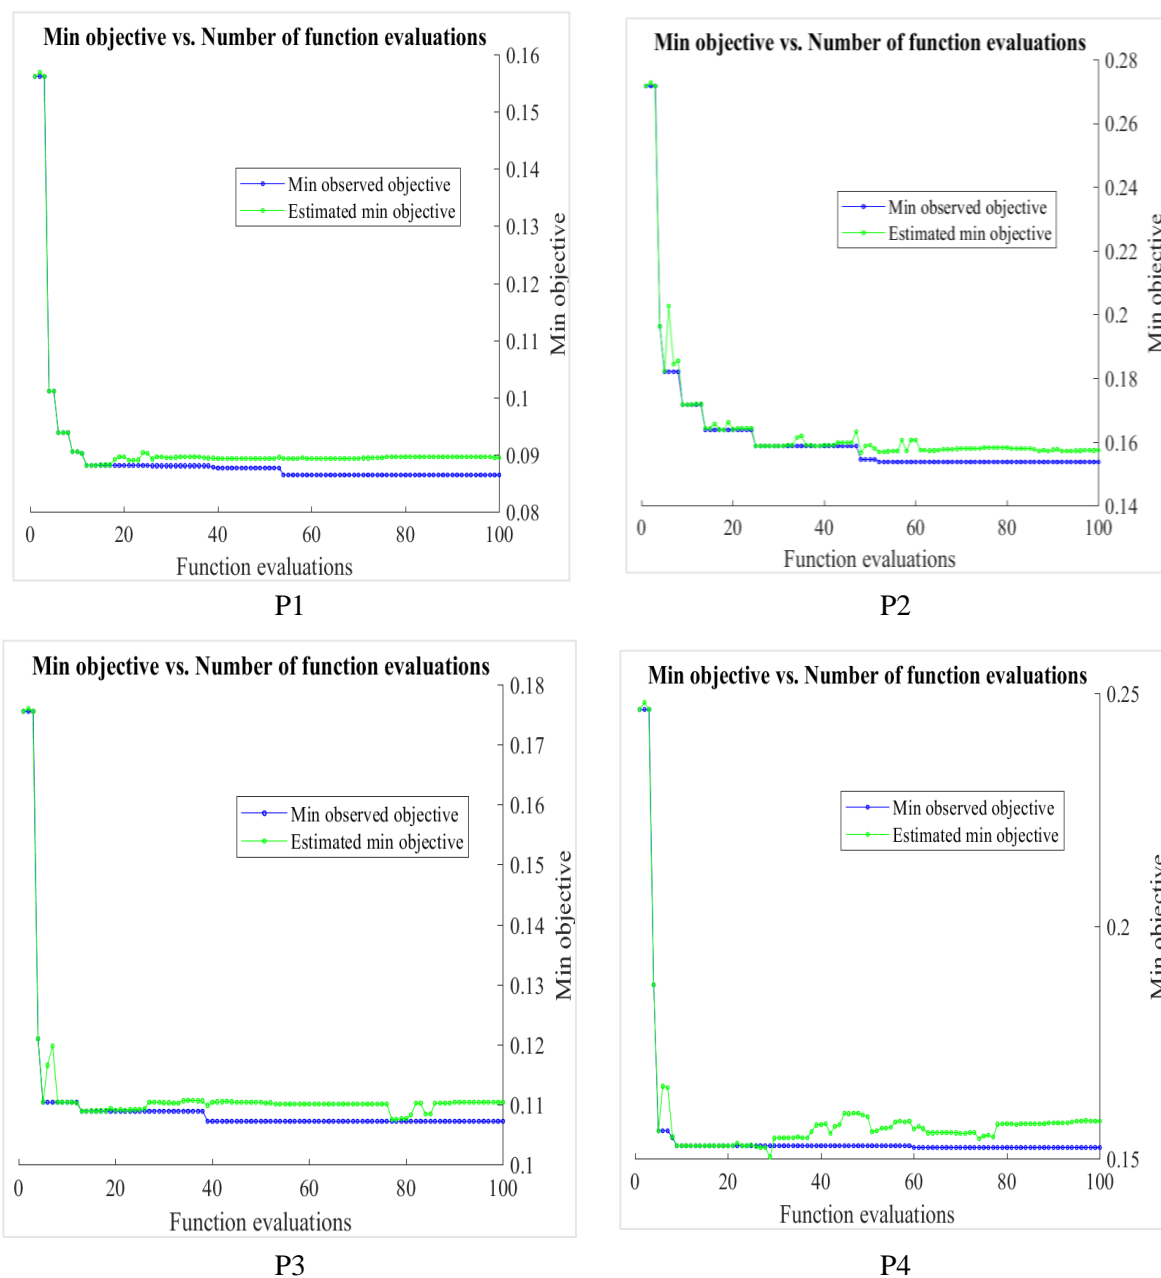 Min objective vs. Number of function evaluations
0.16
0.15
0.14
0.13
0.12
0.11
0.1
0.09
0.08
Min objective
Min observed objective
Estimated min objective
0 20 40 60 80 100
Function evaluations
P1
Min objective vs. Number of function evaluations
0.28
0.26
0.24
0.22
0.2
0.18
0.16
0.14
Min objective
Min observed objective
Estimated min objective
0 20 40 60 80 100
Function evaluations
P2
Min objective vs. Number of function evaluations
0.18
0.17
0.16
0.15
0.14
0.13
0.12
0.11
0.1
Min objective
Min observed objective
Estimated min objective
0 20 40 60 80 100
Function evaluations
P3
Min objective vs. Number of function evaluations
0.25
0.2
0.15
Min objective
Min observed objective
Estimated min objective
0 20 40 60 80 100
Function evaluations
P4